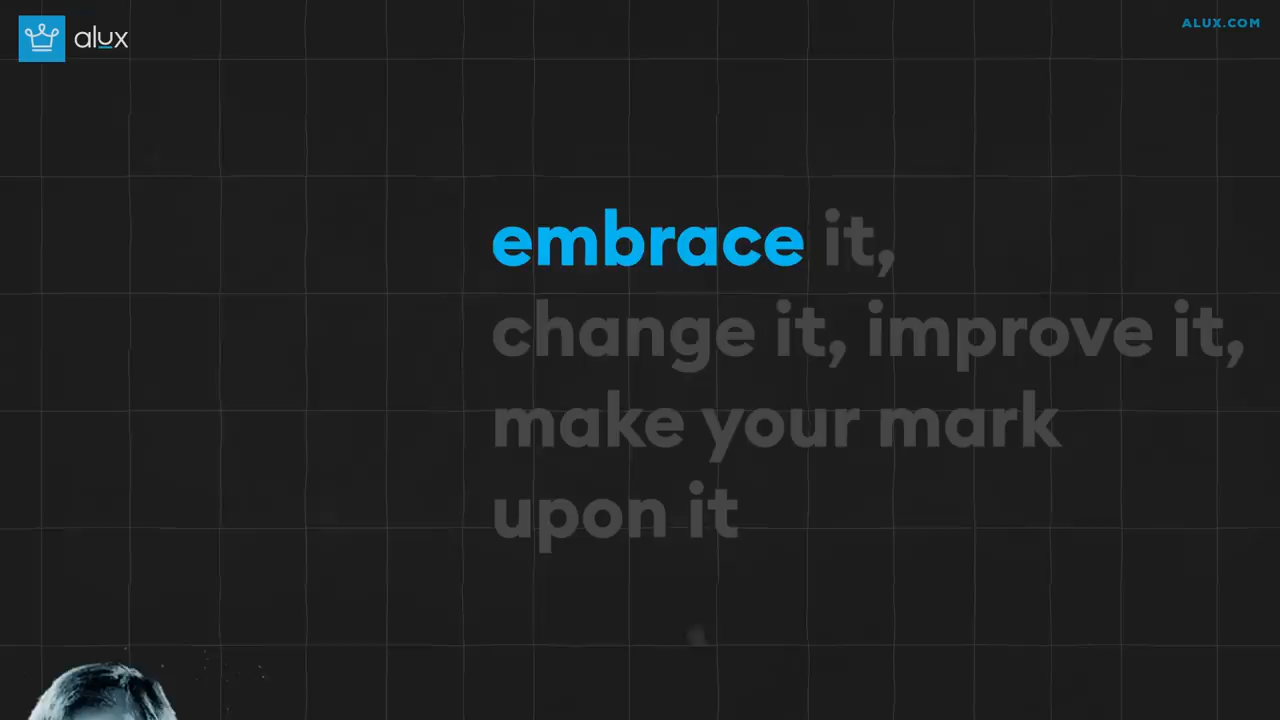 alux
ALUX.COM
embrace it,
change it, improve it,
make your mark
upon it